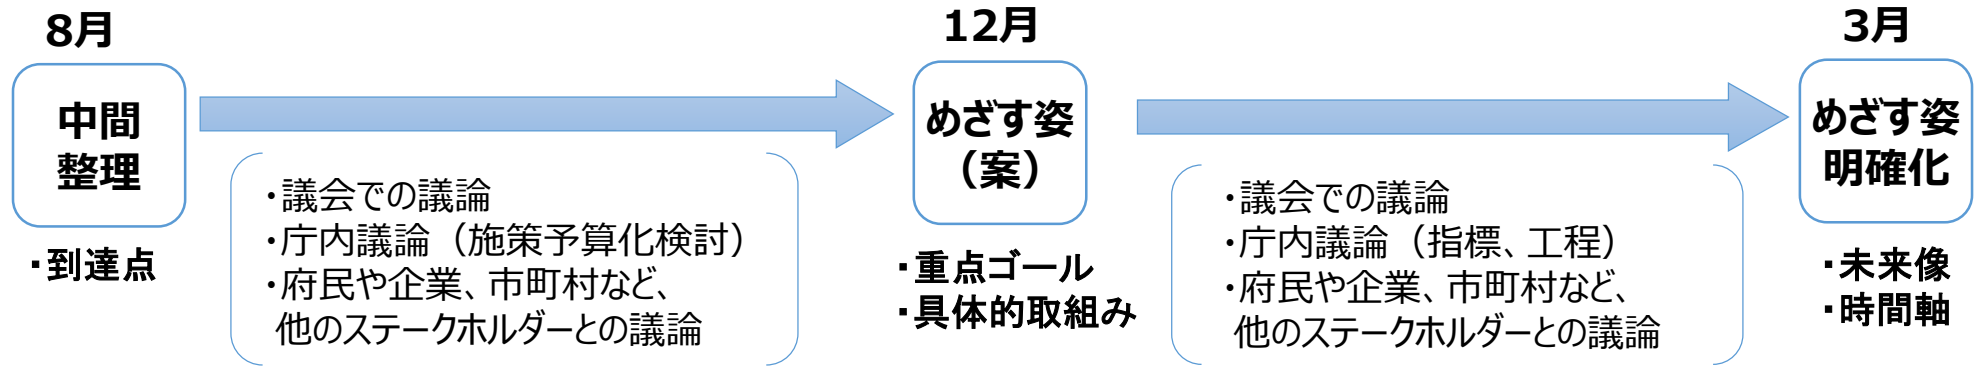 8月
中間
整理
・到達点
・議会での議論
・庁内議論（施策予算化検討）
・府民や企業、市町村など、
他のステークホルダーとの議論
12月
めざす姿
（案）
・重点ゴール
・具体的取組み
・議会での議論
・庁内議論（指標、工程）
・府民や企業、市町村など、
他のステークホルダーとの議論
3月
めざす姿
明確化
・未来像
・時間軸